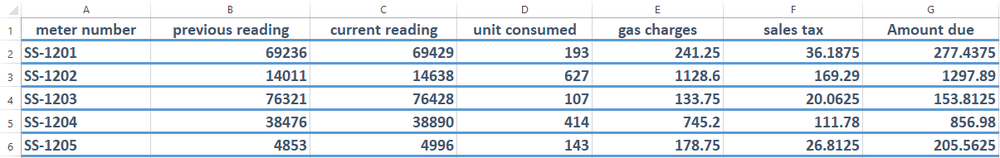 A B C D E F G
1 meter number previous reading current reading unit consumed gas charges sales tax Amount due
2 SS-1201 69236 69429 193 241.25 36.1875 277.4375
3 SS-1202 14011 14638 627 1128.6 169.29 1297.89
4 SS-1203 76321 76428 107 133.75 20.0625 153.8125
5 SS-1204 38476 38890 414 745.2 111.78 856.98
6 SS-1205 4853 4996 143 178.75 26.8125 205.5625